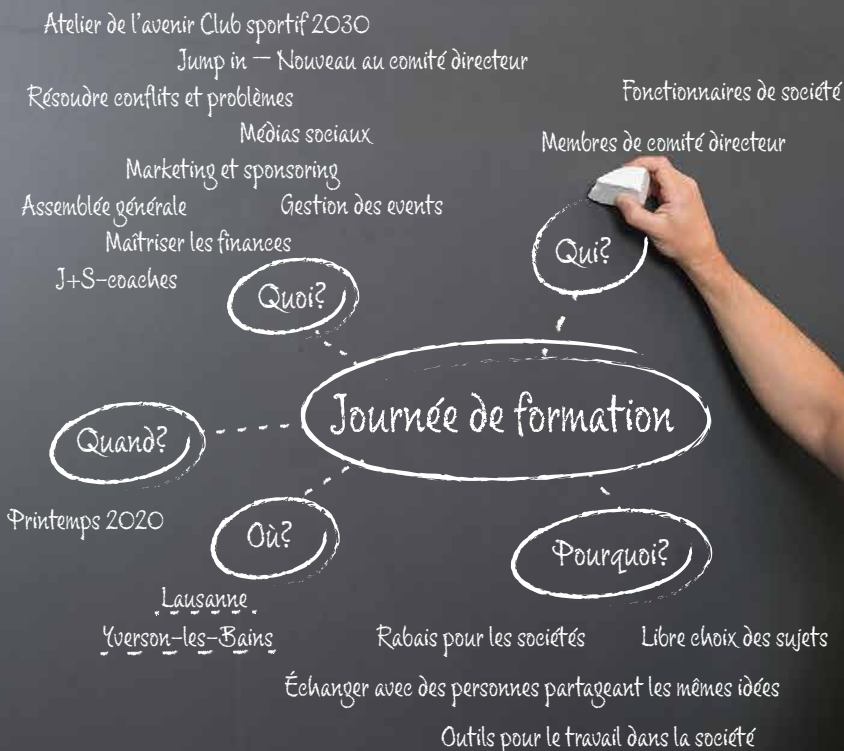 Atelier de l'avenir Club sportif 2030
Jump in – Nouveau au comité directeur
Résoudre conflits et problèmes
Médias sociaux
Marketing et sponsoring
Assemblée générale
Gestion des events
Maîtriser les finances
J+S-coaches
Quoi?
Fonctionnaires de société
Membres de comité directeur
Qui?
Journée de formation
Quand?
Printemps 2020
Où?
Lausanne
Yverson-les-Bains
Pourquoi?
Rabais pour les sociétés
Libre choix des sujets
Échanger avec des personnes partageant les mêmes idées
Outils pour le travail dans la société